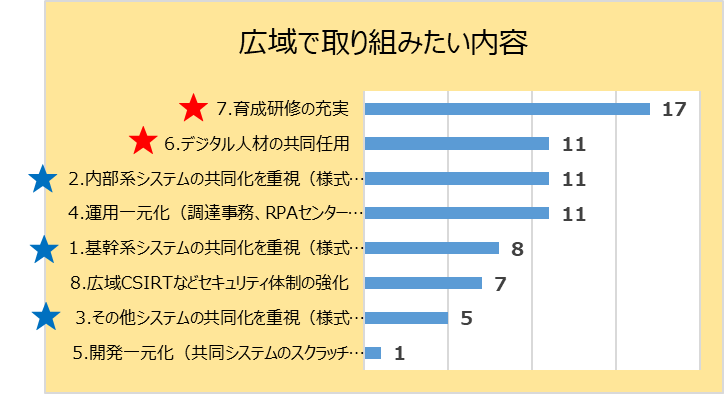 広域で取り組みたい内容
7.育成研修の充実 17
6.デジタル人材の共同任用 11
2.内部系システムの共同化を重視（様式… 11
4.運用一元化（調達事務、RPAセンター… 11
1.基幹系システムの共同化を重視（様式… 8
8.広域CSIRTなどセキュリティ体制の強化 7
3.その他システムの共同化を重視（様式… 5
5.開発一元化（共同システムのスクラッチ… 1